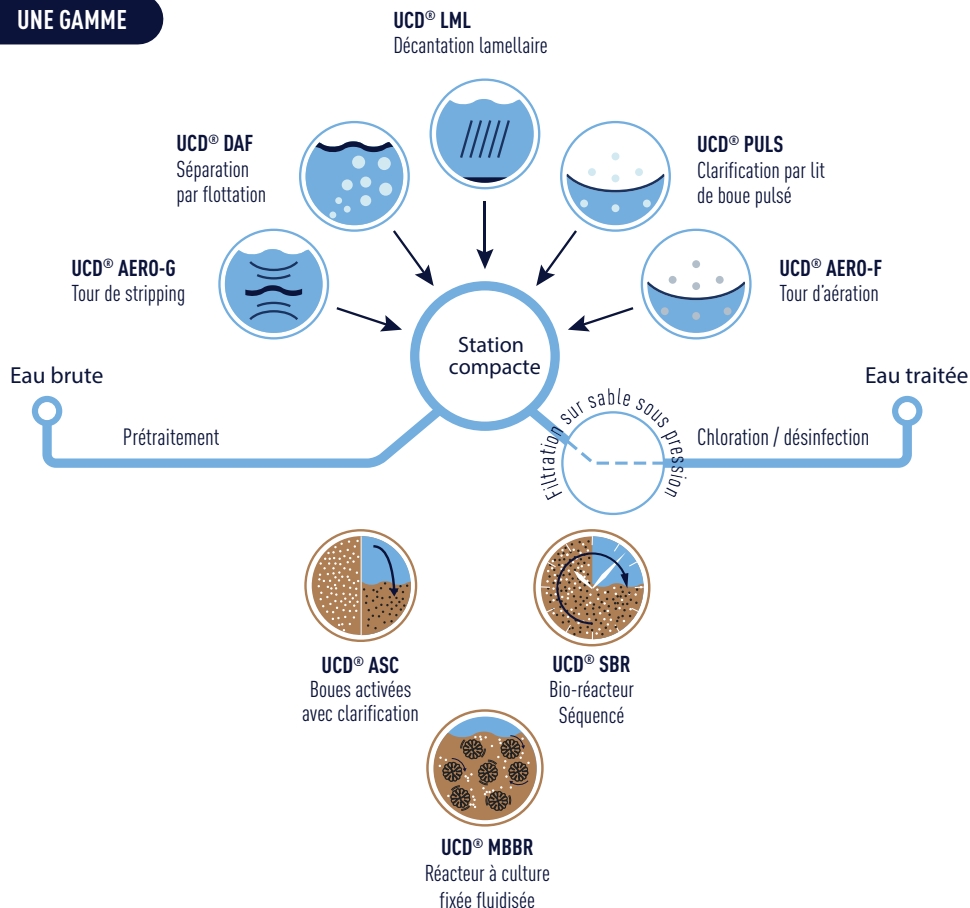 UNE GAMME
UCD® LML
Décantation lamellaire
UCD® DAF
Séparation
par flottation
UCD® PULS
Clarification par lit
de boue pulsé
UCD® AERO-G
Tour de stripping
UCD® AERO-F
Tour d'aération
Station
compacte
Eau brute
Eau traitée
Prétraitement
Filtration sur sable sous pression
Chloration / désinfection
UCD® ASC
Boues activées
avec clarification
UCD® SBR
Bio-réacteur
Séquencé
UCD® MBBR
Réacteur à culture
fixée fluidisée